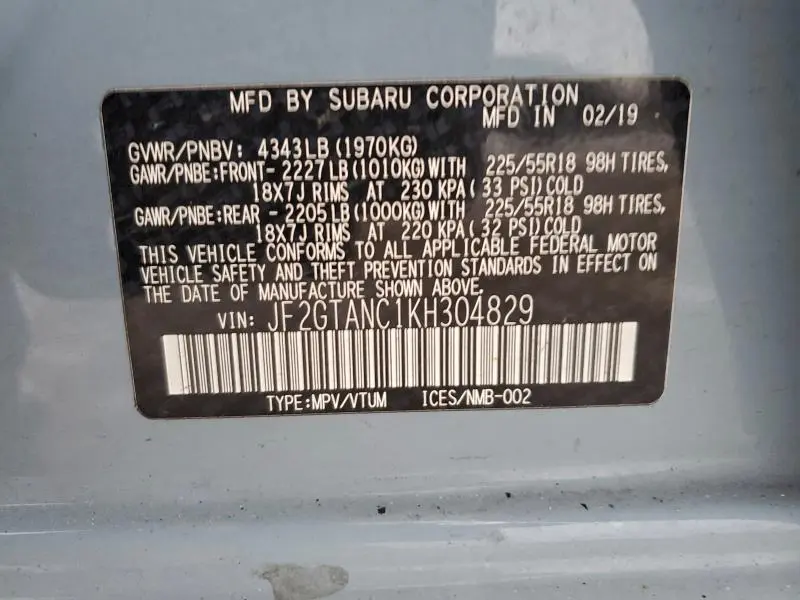 MFD BY SUBARU CORPORATION
MFD IN 02/19
GVWR/PNBV: 4343LB (1970KG)
GAWR/PNBE:FRONT- 2227LB (1010KG) WITH 225/55R18 98H TIRES,
18X7J RIMS AT 230 KPA( 33 PSI) COLD
GAWR/PNBE:REAR - 2205LB (1000KG) WITH 225/55R18 98H TIRES,
18X7J RIMS AT 220 KPA( 32 PSI) COLD
THIS VEHICLE CONFORMS TO ALL APPLICABLE FEDERAL MOTOR
VEHICLE SAFETY AND THEFT PREVENTION STANDARDS IN EFFECT ON
THE DATE OF MANUFACTURE SHOWN ABOVE.
VIN: JF2GTANC1KH304829
TYPE:MPV/VTUM ICES/NMB-002